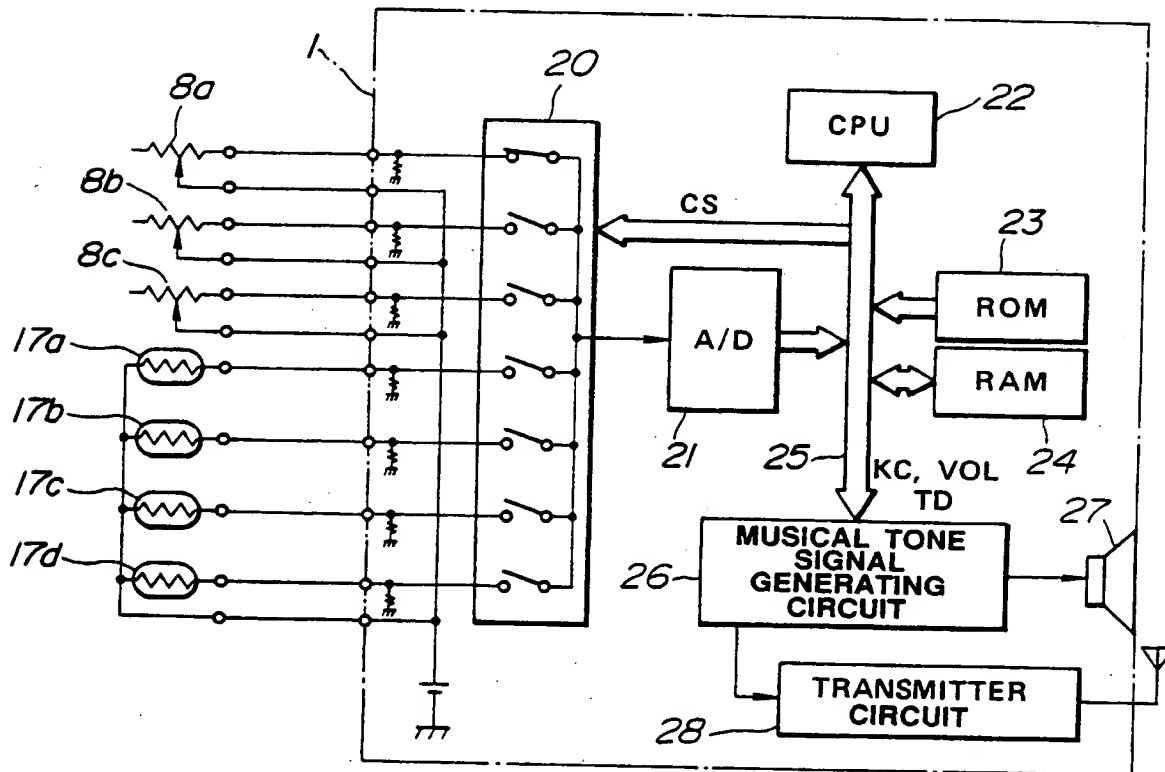 1
20
8a
8b
8c
17a
17b
17c
17d
CPU
22
CS
23
ROM
A/D
RAM
21
25
24
KC, VOL
TD
27
MUSICAL TONE
SIGNAL
GENERATING
CIRCUIT
26
TRANSMITTER
CIRCUIT
28